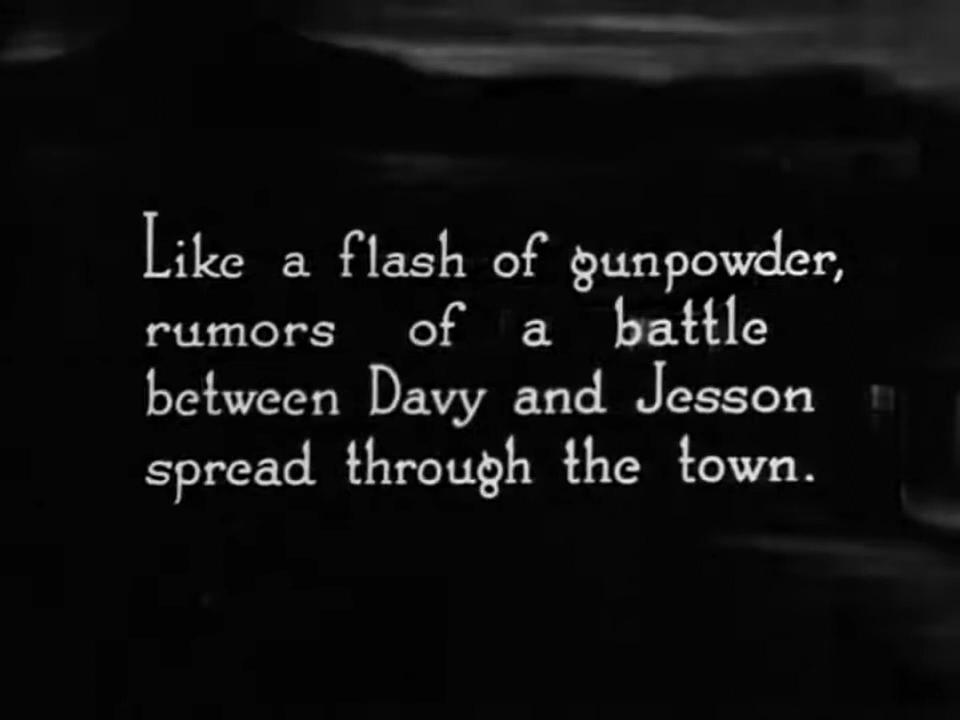 Like a flash of gunpowder,
rumors of a battle
between Davy and Jesson
spread through the town.